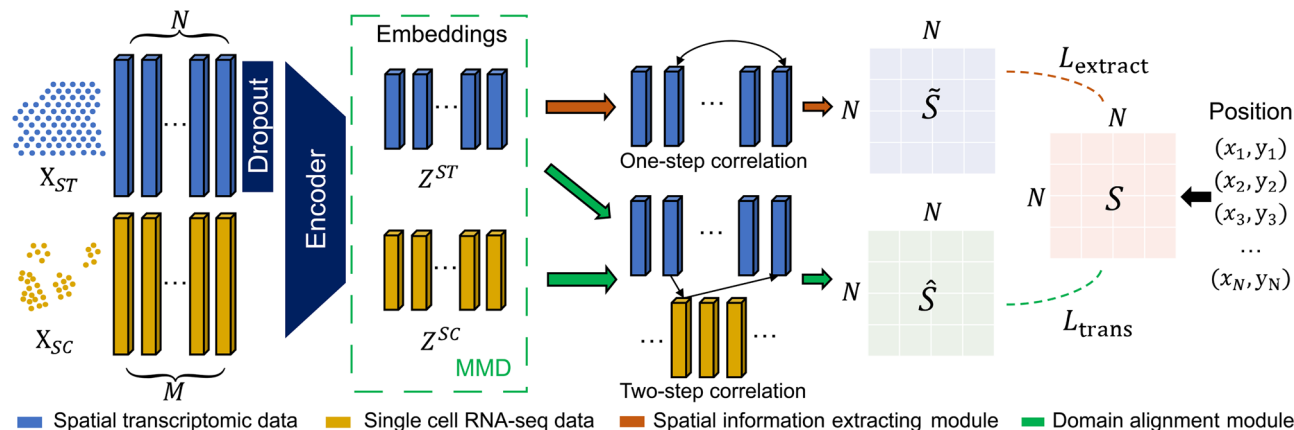 N
X_ST
...
Dropout
X_SC
...
M
Encoder
Embeddings
...
Z^ST
...
Z^SC
MMD
...
One-step correlation
...
... ...
Two-step correlation
N
N
S̃
N
N
Ŝ
L_extract
L_trans
N
N
S
Position
(x_1, y_1)
(x_2, y_2)
(x_3, y_3)
...
(x_N, y_N)
Spatial transcriptomic data Single cell RNA-seq data Spatial information extracting module Domain alignment module